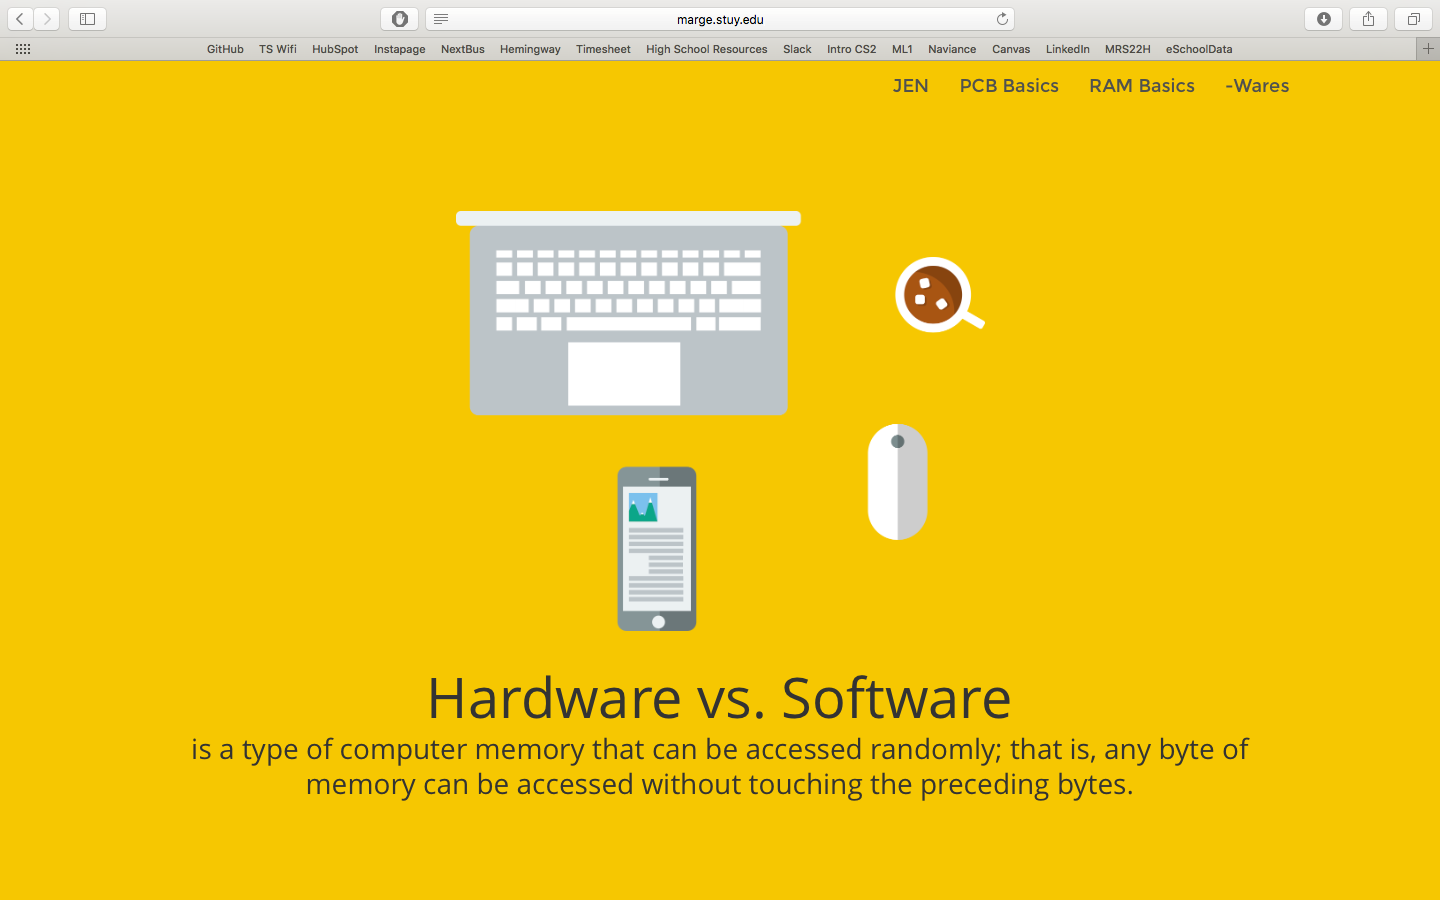 marge.stuy.edu
GitHub TS Wifi HubSpot Instapage NextBus Hemingway Timesheet High School Resources Slack Intro CS2 ML1 Naviance Canvas LinkedIn MRS22H eSchoolData
JEN PCB Basics RAM Basics -Wares
Hardware vs. Software
is a type of computer memory that can be accessed randomly; that is, any byte of
memory can be accessed without touching the preceding bytes.